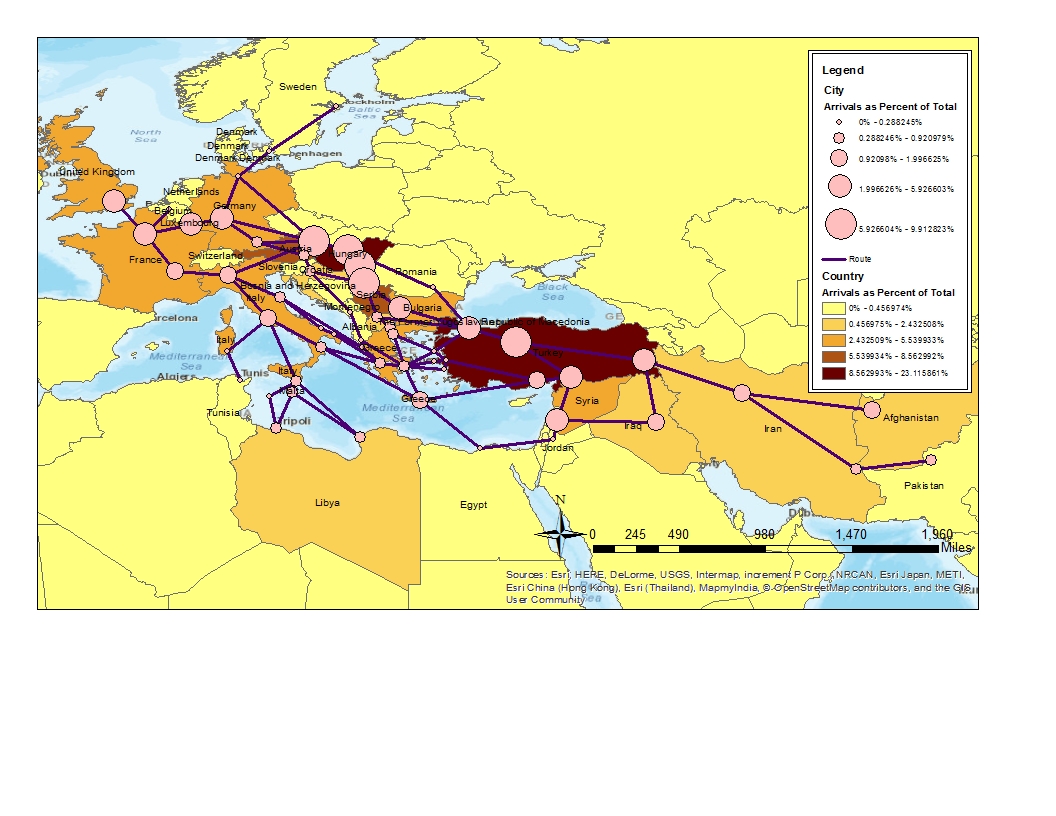 Sweden
tockholm
Baltic
Sea
North
Sea
Denmark
Denmark
Denmark Denmark
penhagen
United Kingdom
Netherlands
Belgium
Germany
Luxembourg
France
Switzerland
Austria
Hungary
Slovenia
Croatia
Romania
Bosnia and Herzegovina
Italy
Serbia
Montenegro
Bulgaria
Albania
Republic of Macedonia
Black
Sea
GE
rcelona
Italy
Greece
Mediterranean
Sea
Algie
Tunis
Italy
Malta
Turkey
Greece
Mediterranean
Sea
Tunisia
Tripoli
Syria
Iraq
Jordan
Iran
Afghanistan
Pakistan
Libya
Egypt
Dub
N
0 245 490 980 1,470 1,960
Miles
Sources: Esri, HERE, DeLorme, USGS, Intermap, increment P Corp., NRCAN, Esri Japan, METI,
Esri China (Hong Kong), Esri (Thailand), MapmyIndia, © OpenStreetMap contributors, and the GIS
User Community
Legend
City
Arrivals as Percent of Total
0% - 0.288245%
0.288246% - 0.920979%
0.92098% - 1.996625%
1.996626% - 5.926603%
5.926604% - 9.912823%
Route
Country
Arrivals as Percent of Total
0% - 0.456974%
0.456975% - 2.432508%
2.432509% - 5.539933%
5.539934% - 8.562992%
8.562993% - 23.115861%